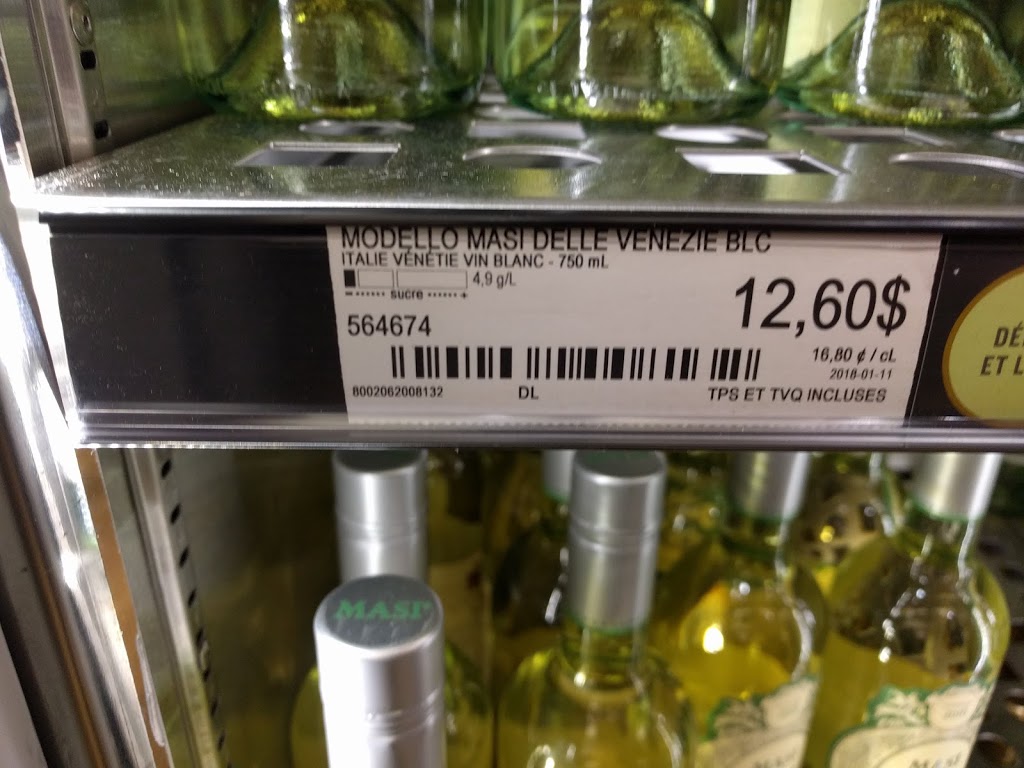 MODELLO MASI DELLE VENEZIE BLC
ITALIE VÉNÉTIE VIN BLANC - 750 mL
4,9 g/L
- ...... sucre ...... +
564674
12,60$
16,80 ¢ / cL
2018-01-11
8002062008132
DL
TPS ET TVQ INCLUSES
ET L
MASI
MASI